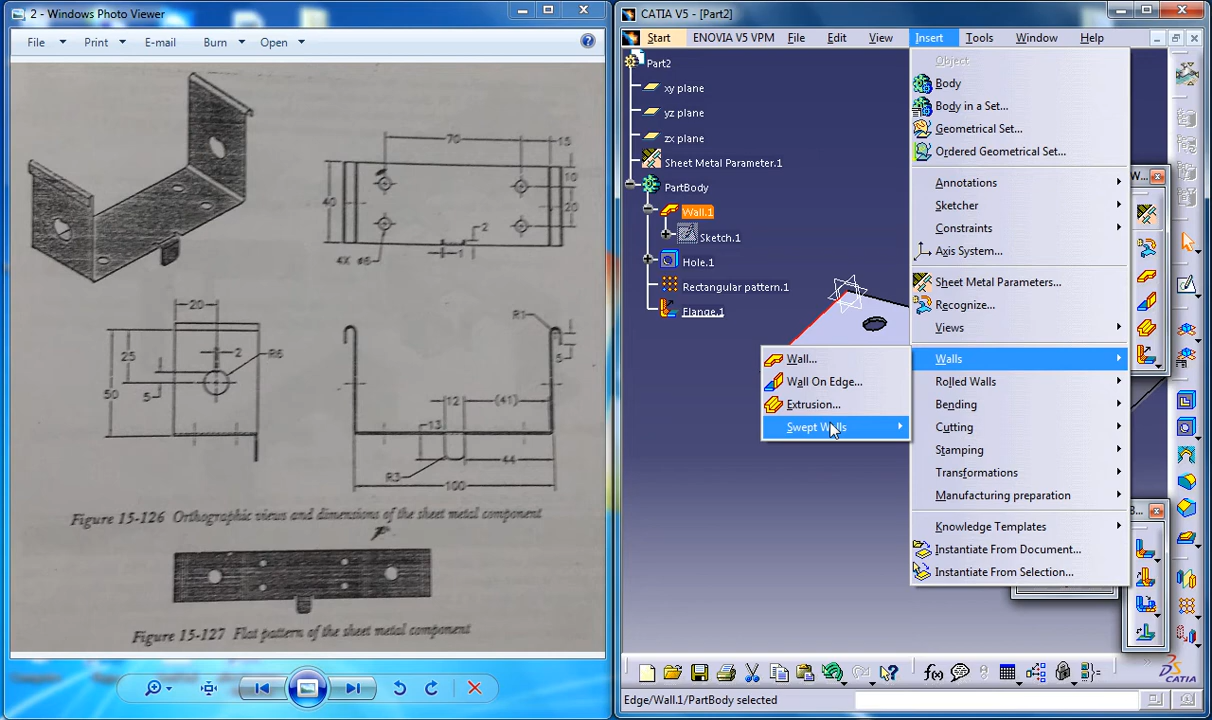 2 - Windows Photo Viewer
File Print E-mail Burn Open
70
15
10
20
40
2
1
4X ø6
20
2
R6
25
50
5
R1
5
12
(41)
13
R3
44
100
Figure 15-126 Orthographic views and dimensions of the sheet metal component
Figure 15-127 Flat pattern of the sheet metal component
CATIA V5 - [Part2]
Start ENOVIA V5 VPM File Edit View Insert Tools Window Help
Part2
xy plane
yz plane
zx plane
Sheet Metal Parameter.1
PartBody
Wall.1
Sketch.1
Hole.1
Rectangular pattern.1
Flange.1
Object
Body
Body in a Set...
Geometrical Set...
Ordered Geometrical Set...
Annotations
Sketcher
Constraints
Axis System...
Sheet Metal Parameters...
Recognize...
Views
Walls
Rolled Walls
Bending
Cutting
Stamping
Transformations
Manufacturing preparation
Knowledge Templates
Instantiate From Document...
Instantiate From Selection...
Wall...
Wall On Edge...
Extrusion...
Swept Walls
W...
B...
f(x)
CATIA
Edge/Wall.1/PartBody selected